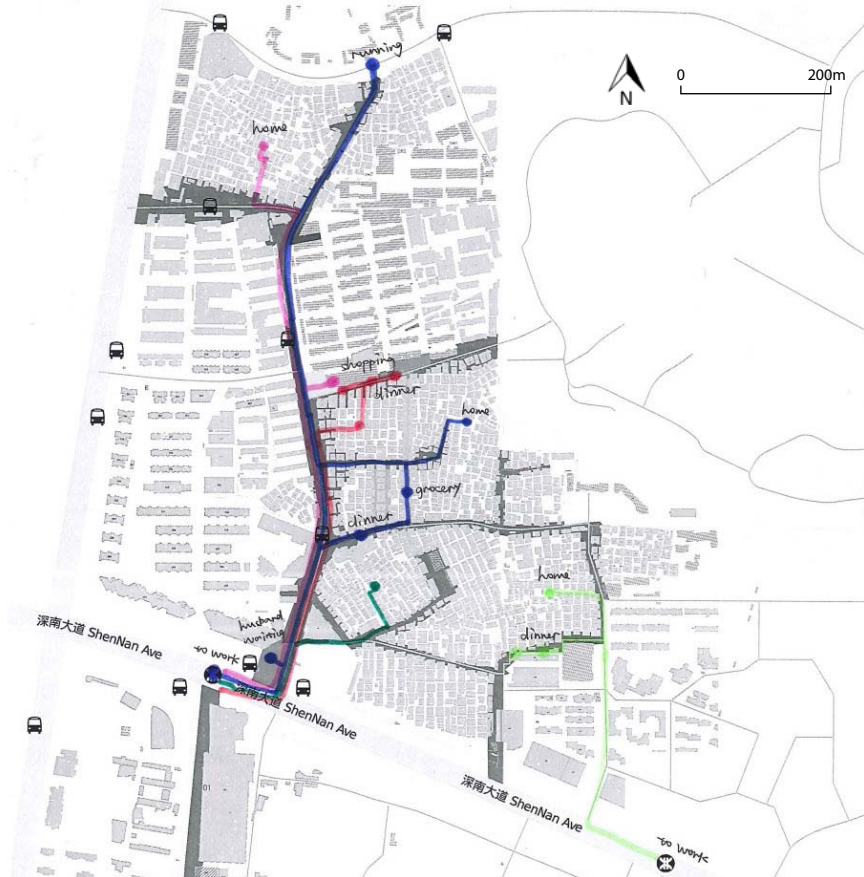 running
0 200m
N
home
shopping
dinner
home
grocery
dinner
home
husband
waiting
dinner
to work
深南大道 ShenNan Ave
深南大道 ShenNan Ave
深南大道 ShenNan Ave
to work
E
01